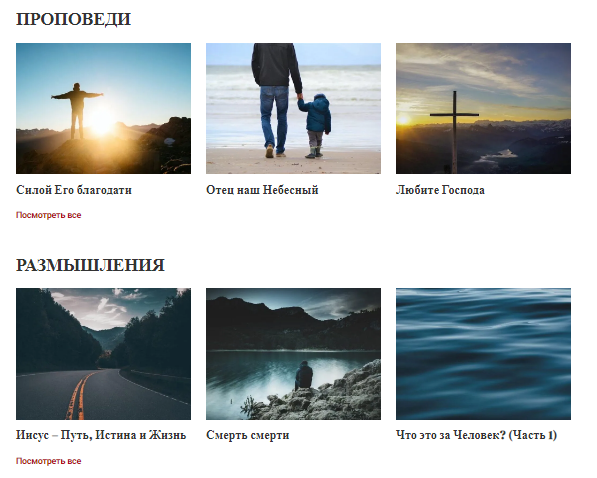 ПРОПОВЕДИ
Силой Его благодати
Отец наш Небесный
Любите Господа
Посмотреть все
РАЗМЫШЛЕНИЯ
Иисус – Путь, Истина и Жизнь
Смерть смерти
Что это за Человек? (Часть 1)
Посмотреть все